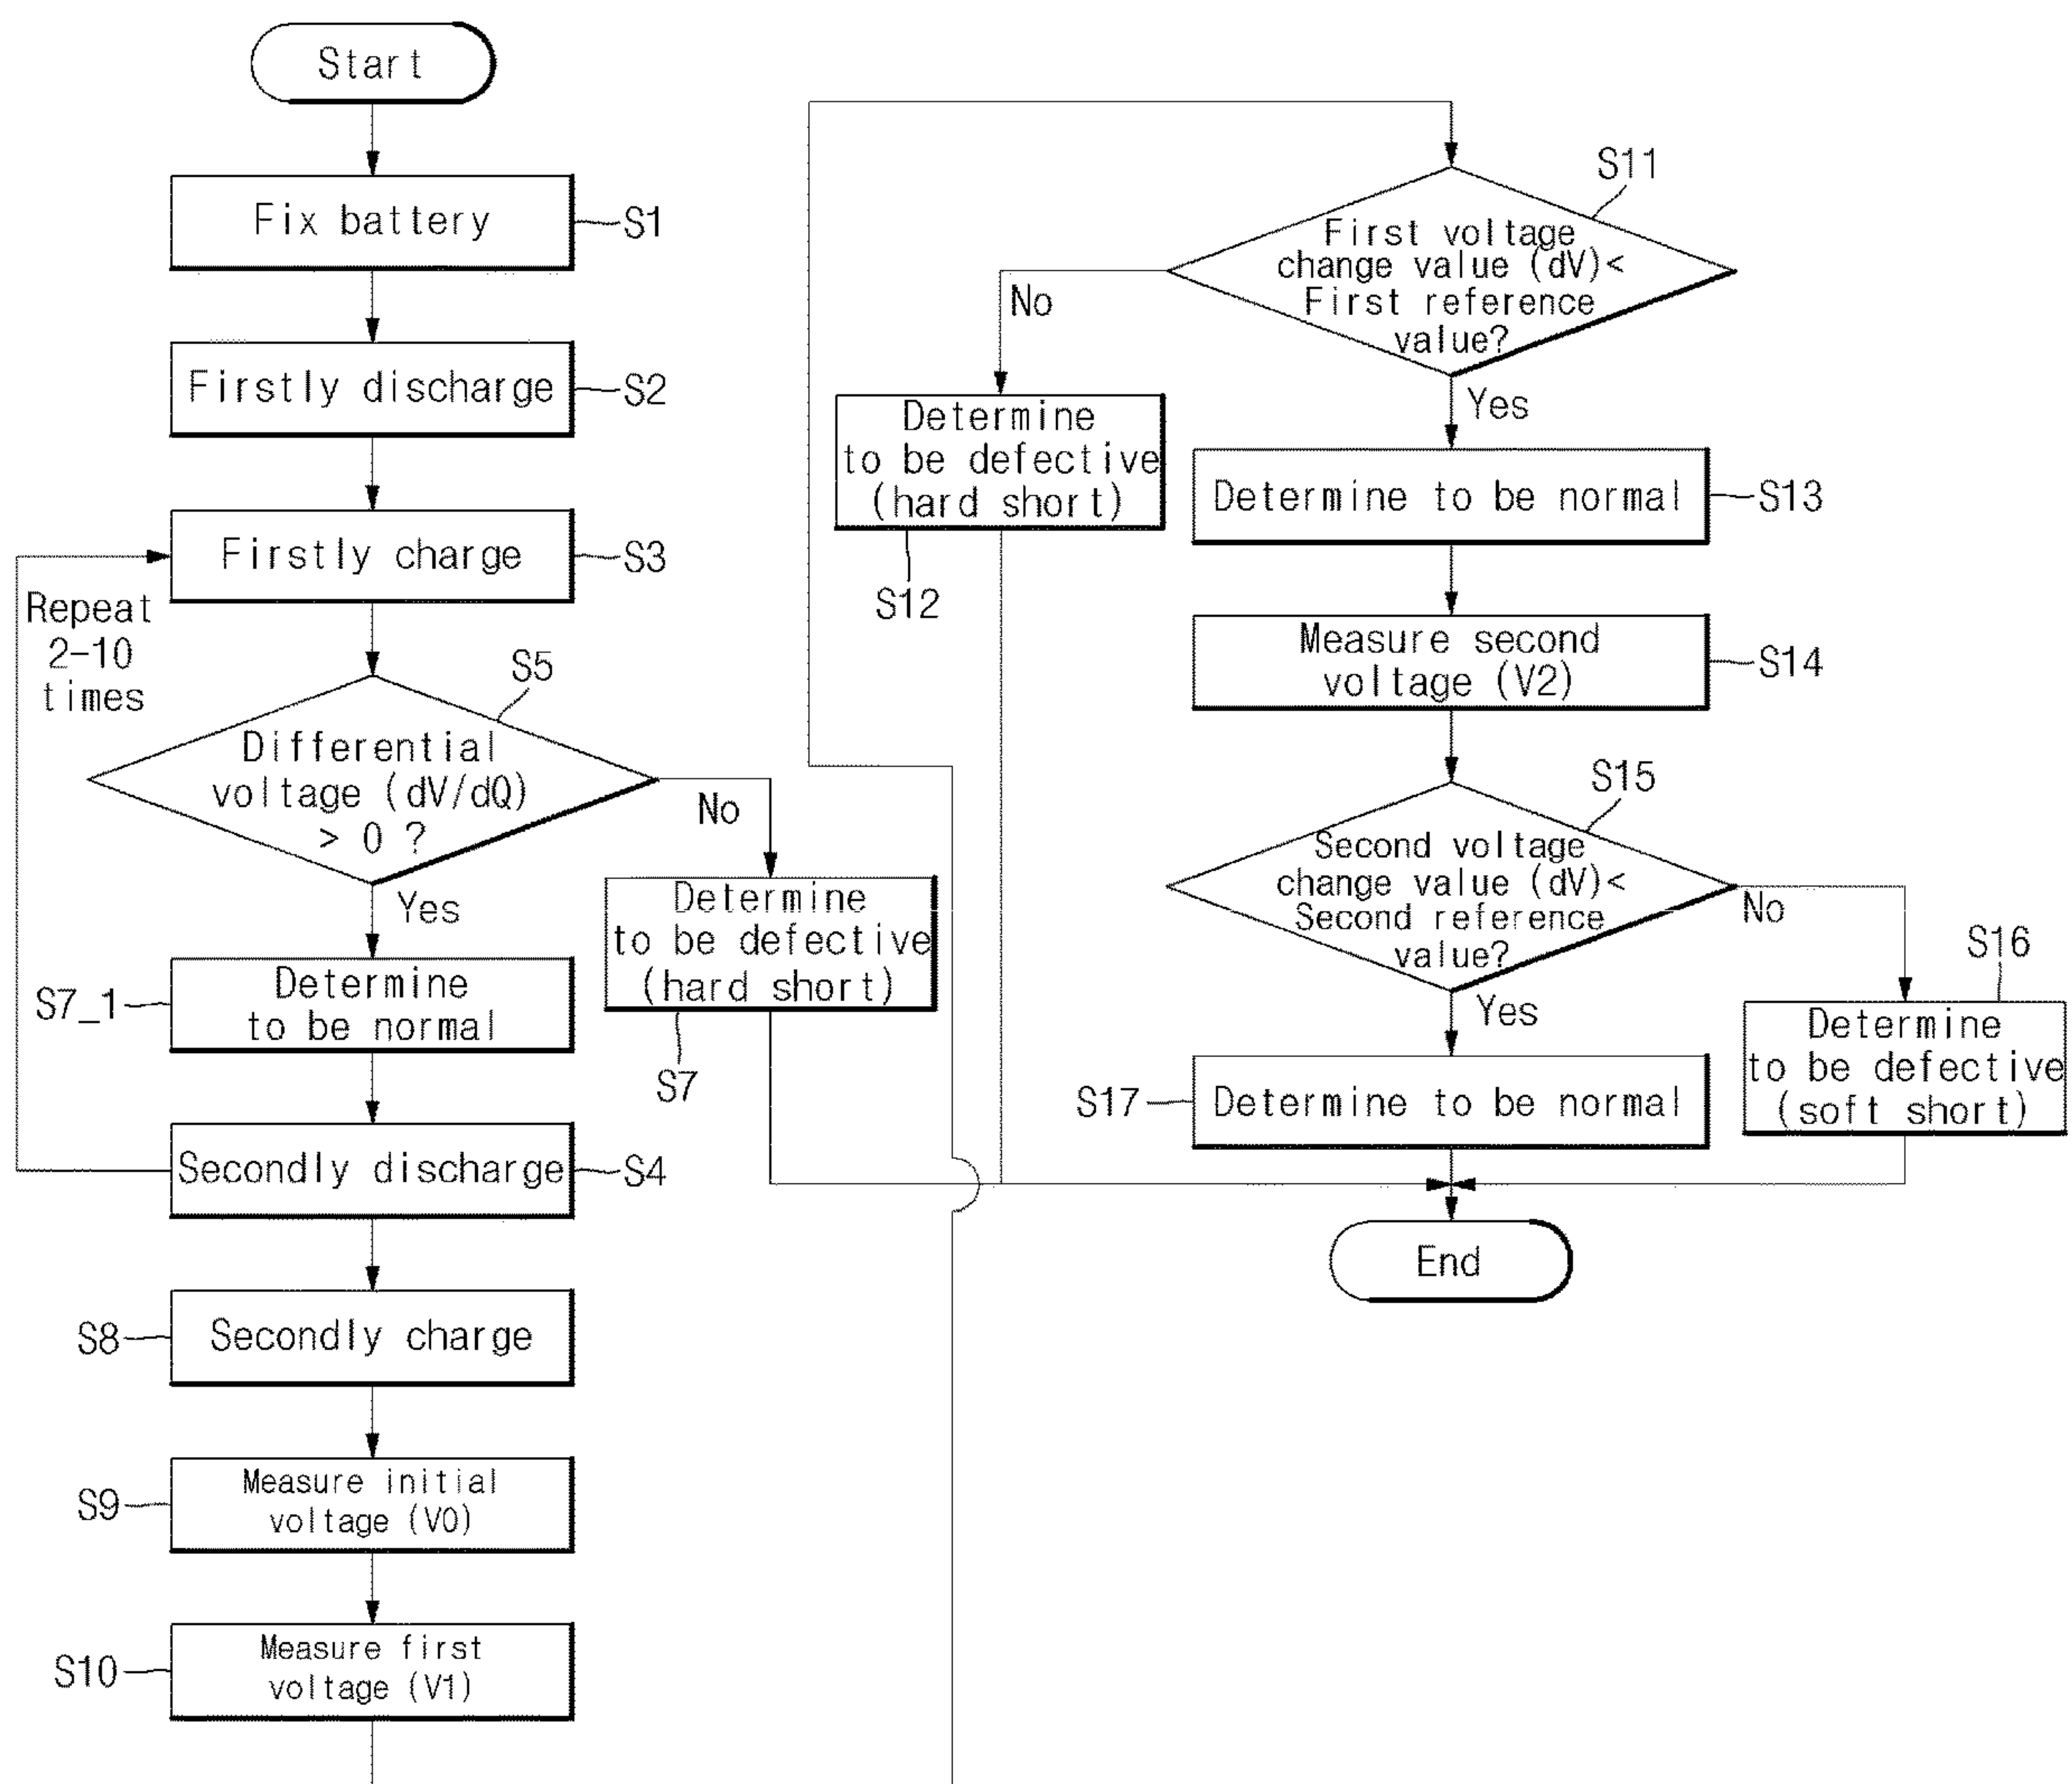 Start
Fix battery
S1
Firstly discharge
S2
Firstly charge
S3
Repeat
2-10
times
S5
Differential
voltage (dV/dQ)
> 0 ?
No
Yes
Determine
to be defective
(hard short)
S7
Determine
to be normal
S7_1
Secondly discharge
S4
Secondly charge
S8
Measure initial
voltage (V0)
S9
Measure first
voltage (V1)
S10
S11
First voltage
change value (dV)<
First reference
value?
No
Yes
Determine
to be defective
(hard short)
S12
Determine to be normal
S13
Measure second
voltage (V2)
S14
S15
Second voltage
change value (dV)<
Second reference
value?
No
Yes
S16
Determine
to be defective
(soft short)
S17
Determine to be normal
End